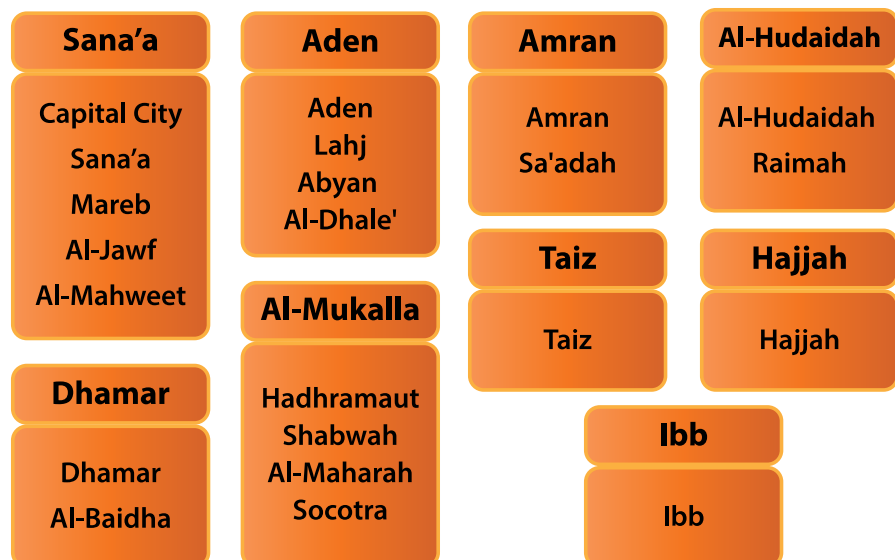 Sana’a
Capital City
Sana’a
Mareb
Al-Jawf
Al-Mahweet
Dhamar
Dhamar
Al-Baidha
Aden
Aden
Lahj
Abyan
Al-Dhale'
Al-Mukalla
Hadhramaut
Shabwah
Al-Maharah
Socotra
Amran
Amran
Sa'adah
Taiz
Taiz
Al-Hudaidah
Al-Hudaidah
Raimah
Hajjah
Hajjah
Ibb
Ibb